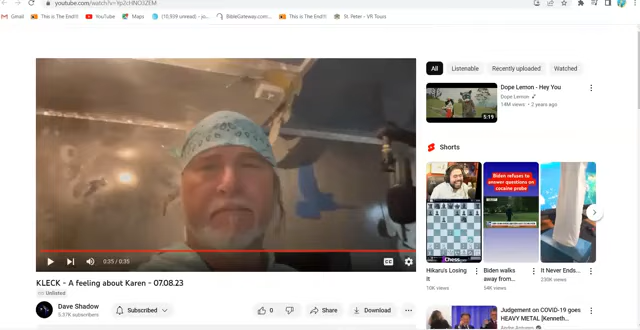 youtube.com/watch?v=Yp2cHNO3ZEM
Gmail
This is The End!!!
YouTube
Maps
(10,939 unread) - jo...
BibleGateway.com:...
This is The End!!!
St. Peter - VR Tours
All
Listenable
Recently uploaded
Watched
Dope Lemon - Hey You
Dope Lemon
14M views • 2 years ago
5:19
Shorts
Biden refuses to
answer questions on
cocaine probe
Chess.com
Hikaru's Losing
It
10K views
Biden walks
away from...
54K views
It Never Ends...
230K views
0:35 / 0:35
CC
KLECK - A feeling about Karen - 07.08.23
Unlisted
Dave Shadow
5.37K subscribers
Subscribed
0
Share
Download
Judgement on COVID-19 goes
HEAVY METAL [Kenneth...